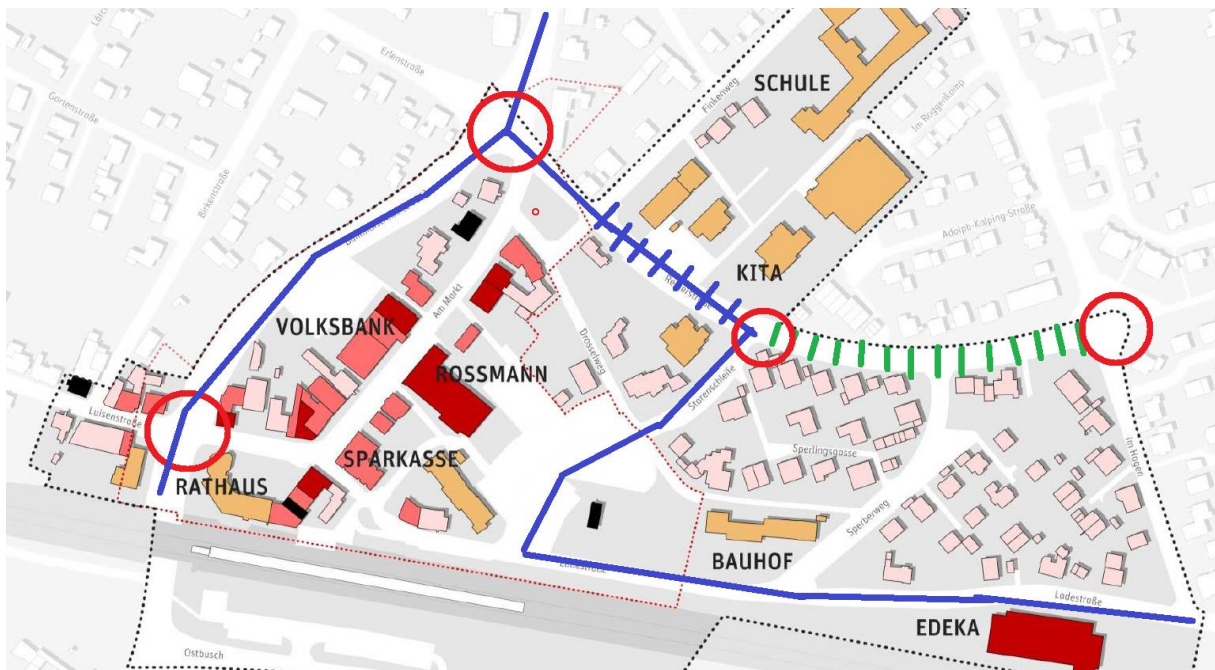 Erlenstraße
Gartenstraße
Birkenstraße
SCHULE
Finkenweg
Im Roggenkamp
Adolph-Kolping-Straße
KITA
Am Markt
VOLKSBANK
ROSSMANN
Drosselweg
Luisenstraße
SPARKASSE
RATHAUS
Sperlingsgasse
Im Hagen
Sperberweg
BAUHOF
Ladestraße
EDEKA
Ostbusch